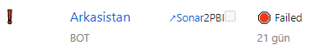 Arkasistan ↗Sonar2PBI Failed
BOT 21 gün